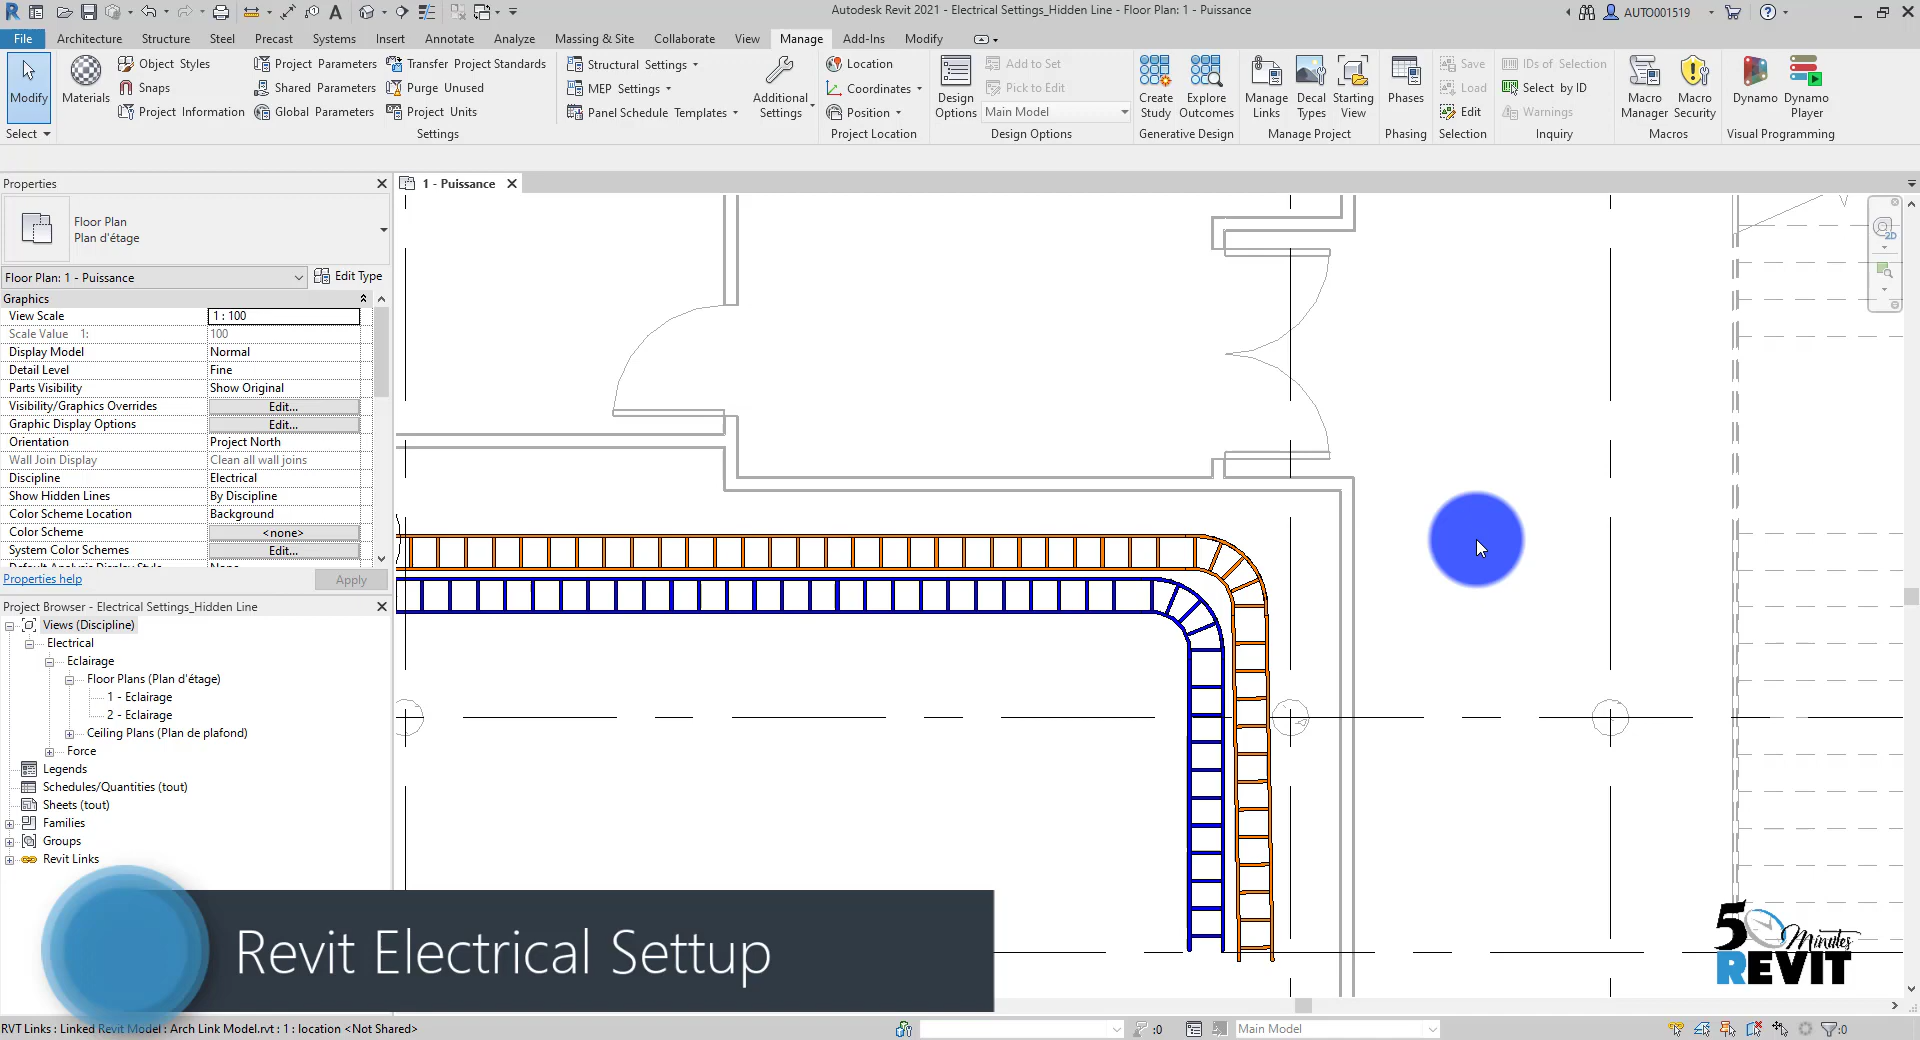 Autodesk Revit 2021 - Electrical Settings_Hidden Line - Floor Plan: 1 - Puissance
AUTO001519
File Architecture Structure Steel Precast Systems Insert Annotate Analyze Massing & Site Collaborate View Manage Add-Ins Modify
Modify
Materials
Object Styles
Snaps
Project Information
Project Parameters
Shared Parameters
Global Parameters
Transfer Project Standards
Purge Unused
Project Units
Structural Settings
MEP Settings
Panel Schedule Templates
Additional Settings
Location
Coordinates
Position
Design Options
Add to Set
Pick to Edit
Main Model
Create Study
Explore Outcomes
Manage Links
Decal Types
Starting View
Phases
Save
Load
Edit
IDs of Selection
Select by ID
Warnings
Macro Manager
Macro Security
Dynamo
Dynamo Player
Select Settings Project Location Design Options Generative Design Manage Project Phasing Selection Inquiry Macros Visual Programming
Properties
1 - Puissance
Floor Plan
Plan d'étage
Floor Plan: 1 - Puissance
Edit Type
Graphics
View Scale 1 : 100
Scale Value 1: 100
Display Model Normal
Detail Level Fine
Parts Visibility Show Original
Visibility/Graphics Overrides Edit...
Graphic Display Options Edit...
Orientation Project North
Wall Join Display Clean all wall joins
Discipline Electrical
Show Hidden Lines By Discipline
Color Scheme Location Background
Color Scheme <none>
System Color Schemes Edit...
Default Analysis Display Style None
Properties help Apply
Project Browser - Electrical Settings_Hidden Line
Views (Discipline)
Electrical
Eclairage
Floor Plans (Plan d'étage)
1 - Eclairage
2 - Eclairage
Ceiling Plans (Plan de plafond)
Force
Legends
Schedules/Quantities (tout)
Sheets (tout)
Families
Groups
Revit Links
2D
Revit Electrical Settup
5 Minutes
REVIT
RVT Links : Linked Revit Model : Arch Link Model.rvt : 1 : location <Not Shared>
:0
Main Model
:0